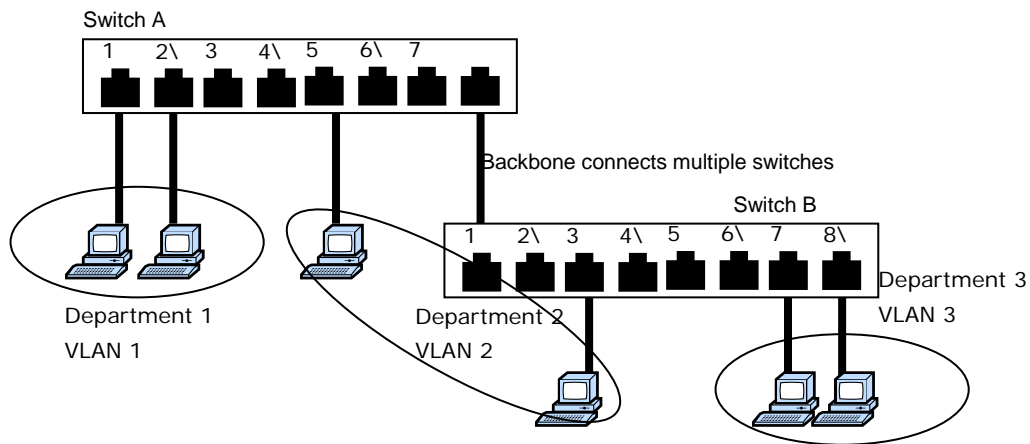 Switch A
1 2\ 3 4\ 5 6\ 7
Backbone connects multiple switches
Switch B
1 2\ 3 4\ 5 6\ 7 8\
Department 1
VLAN 1
Department 2
VLAN 2
Department 3
VLAN 3